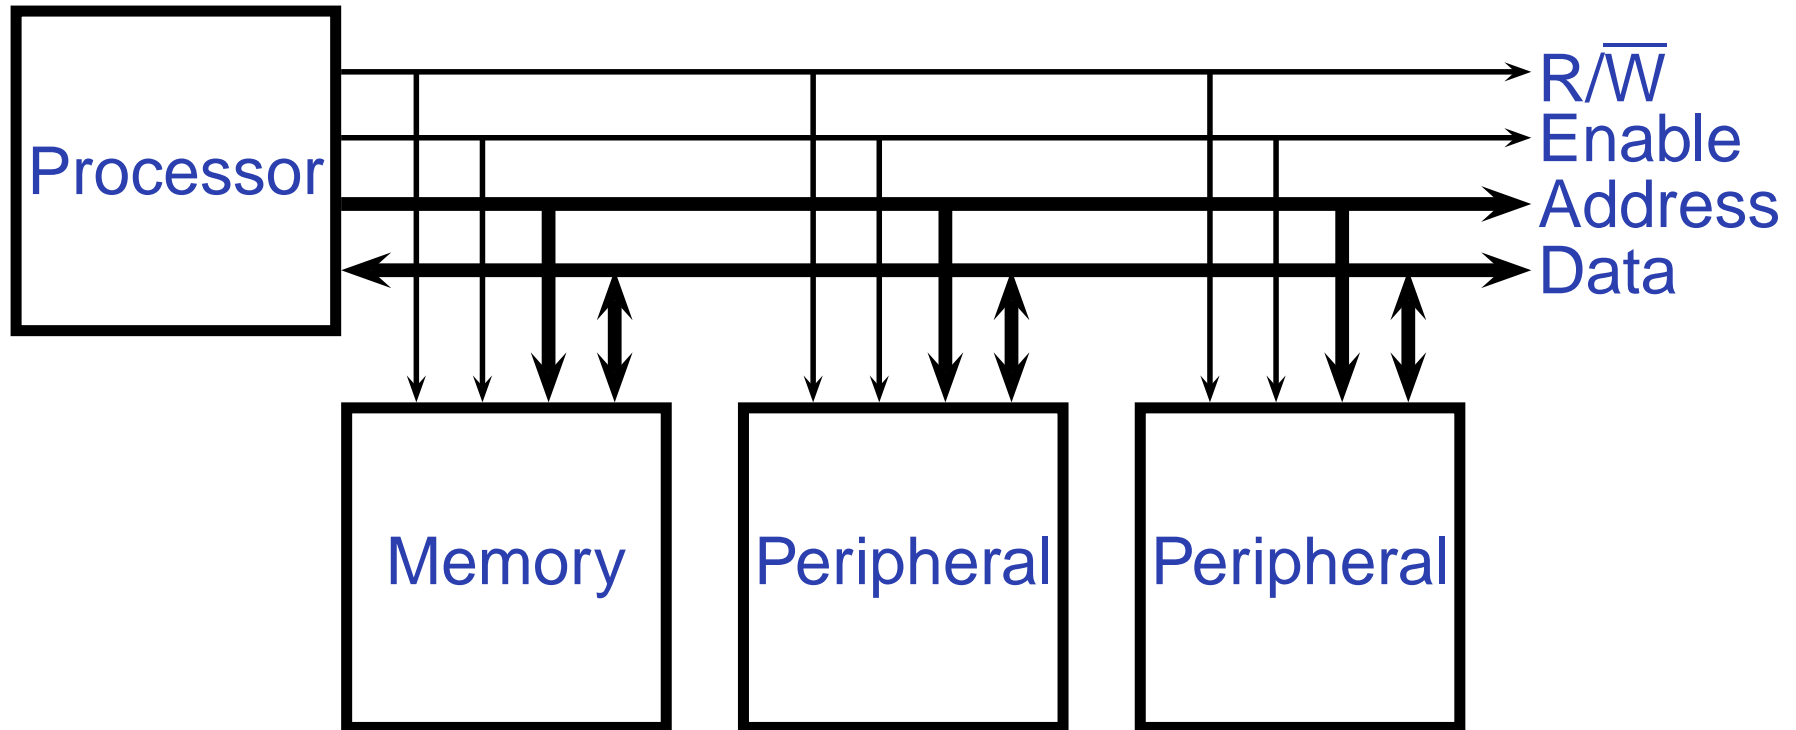 R/W̅
Enable
Processor
Address
Data
Memory
Peripheral
Peripheral